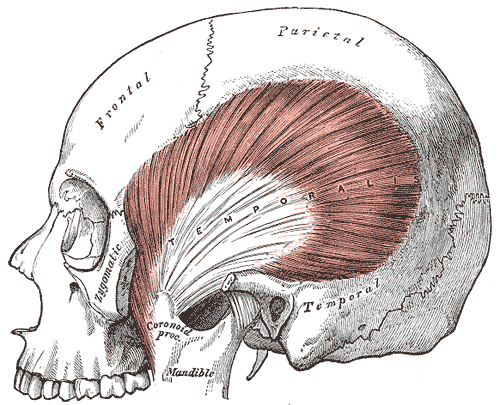 Parietal
Frontal
TEMPORALIS
Zygomatic
Temporal
Coronoid
proc.
Mandible